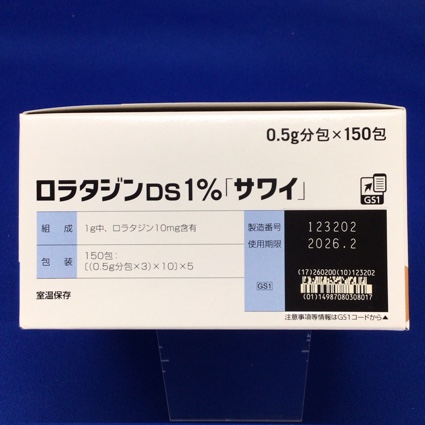 0.5g分包×150包
ロラタジンDS1%「サワイ」
GS1
組成 1g中、ロラタジン10mg含有
製造番号 123202
使用期限 2026.2
包装 150包:
[(0.5g分包×3)×10]×5
(17)260200(10)123202
GS1
(01)14987080308017
室温保存
注意事項等情報はGS1コードから▲